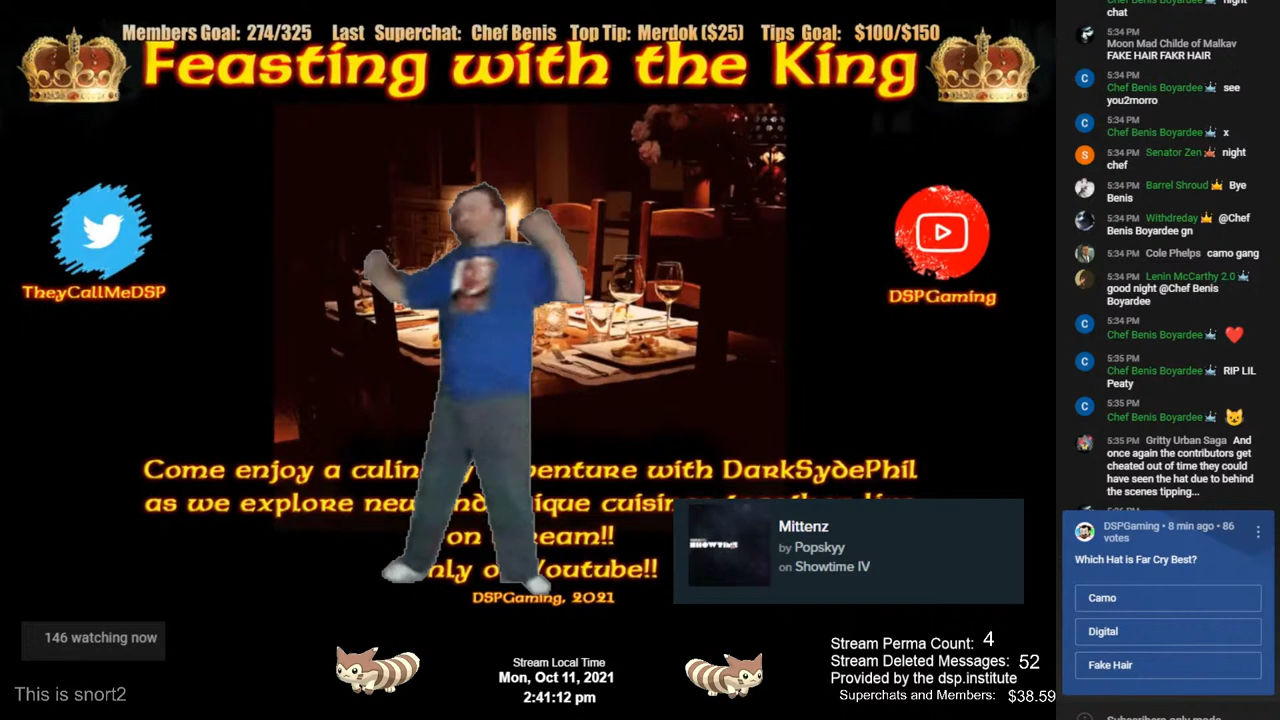 Members Goal: 274/325 Last Superchat: Chef Benis Top Tip: Merdok ($25) Tips Goal: $100/$150
Feasting with the King
TheyCallMeDSP
DSPGaming
Come enjoy a culin venture with DarkSydePhil
as we explore new nd ique cuisin
on eam!!
nly o Youtube!!
DSPGaming, 2021
Mittenz
by Popskyy
on Showtime IV
SHOWTIME
146 watching now
This is snort2
Stream Local Time
Mon, Oct 11, 2021
2:41:12 pm
Stream Perma Count: 4
Stream Deleted Messages: 52
Provided by the dsp.institute
Superchats and Members: $38.59
Chef Benis Boyardee night
chat
5:34 PM
Moon Mad Childe of Malkav
FAKE HAIR FAKR HAIR
5:34 PM
Chef Benis Boyardee see
you2morro
5:34 PM
Chef Benis Boyardee x
5:34 PM Senator Zen night
chef
5:34 PM Barrel Shroud Bye
Benis
5:34 PM Withdreday @Chef
Benis Boyardee gn
5:34 PM Cole Phelps camo gang
5:34 PM Lenin McCarthy 2.0
good night @Chef Benis
Boyardee
5:34 PM
Chef Benis Boyardee ❤️
5:35 PM
Chef Benis Boyardee RIP LIL
Peaty
5:35 PM
Chef Benis Boyardee 😺
5:35 PM Gritty Urban Saga And
once again the contributors get
cheated out of time they could
have seen the hat due to behind
the scenes tipping...
DSPGaming • 8 min ago • 86
votes
Which Hat is Far Cry Best?
Camo
Digital
Fake Hair
Subscribers-only mode